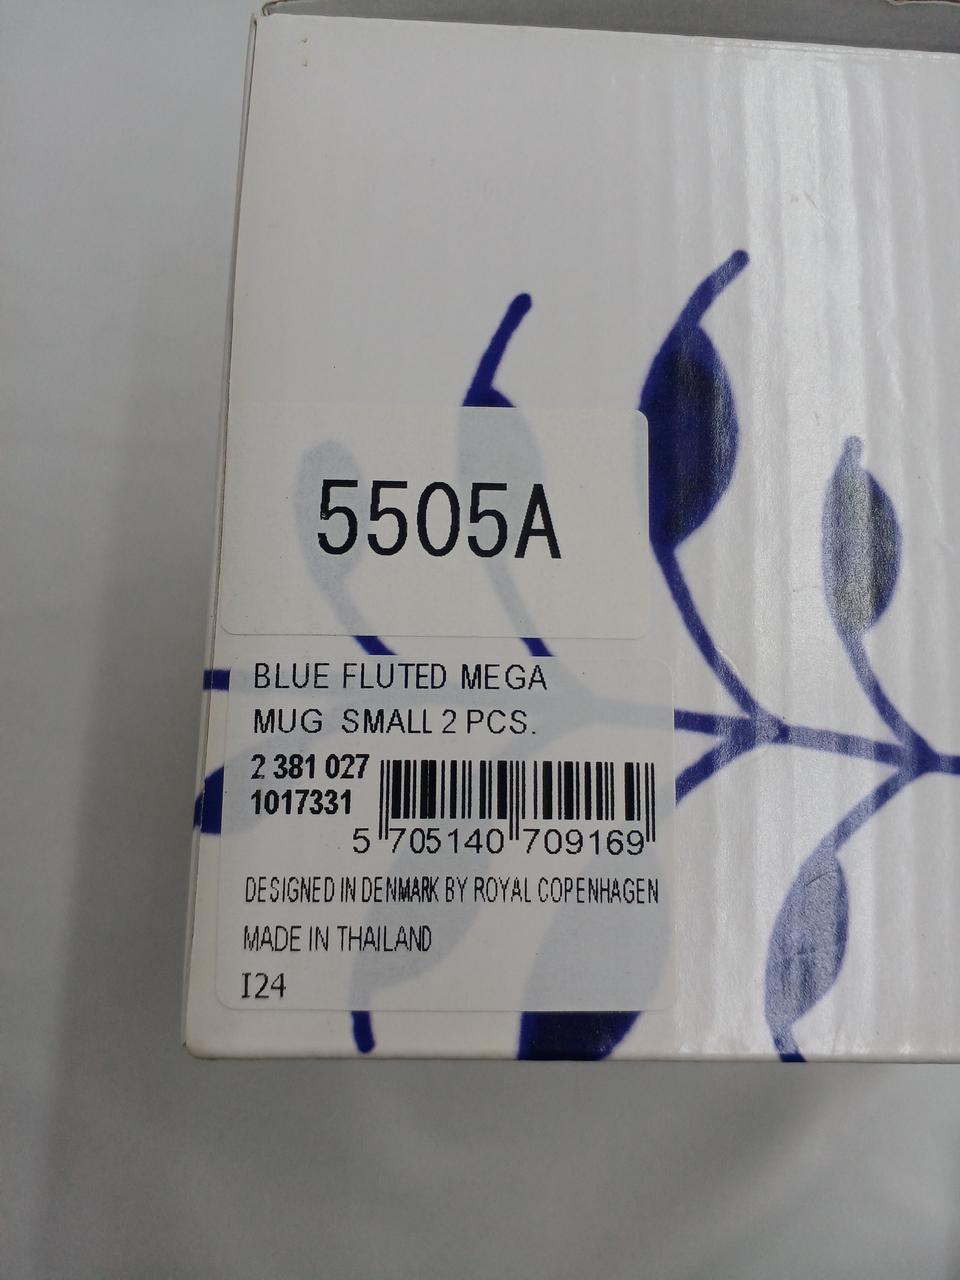 5505A
BLUE FLUTED MEGA
MUG SMALL 2 PCS.
2 381 027
1017331
5 705140 709169
DESIGNED IN DENMARK BY ROYAL COPENHAGEN
MADE IN THAILAND
I24